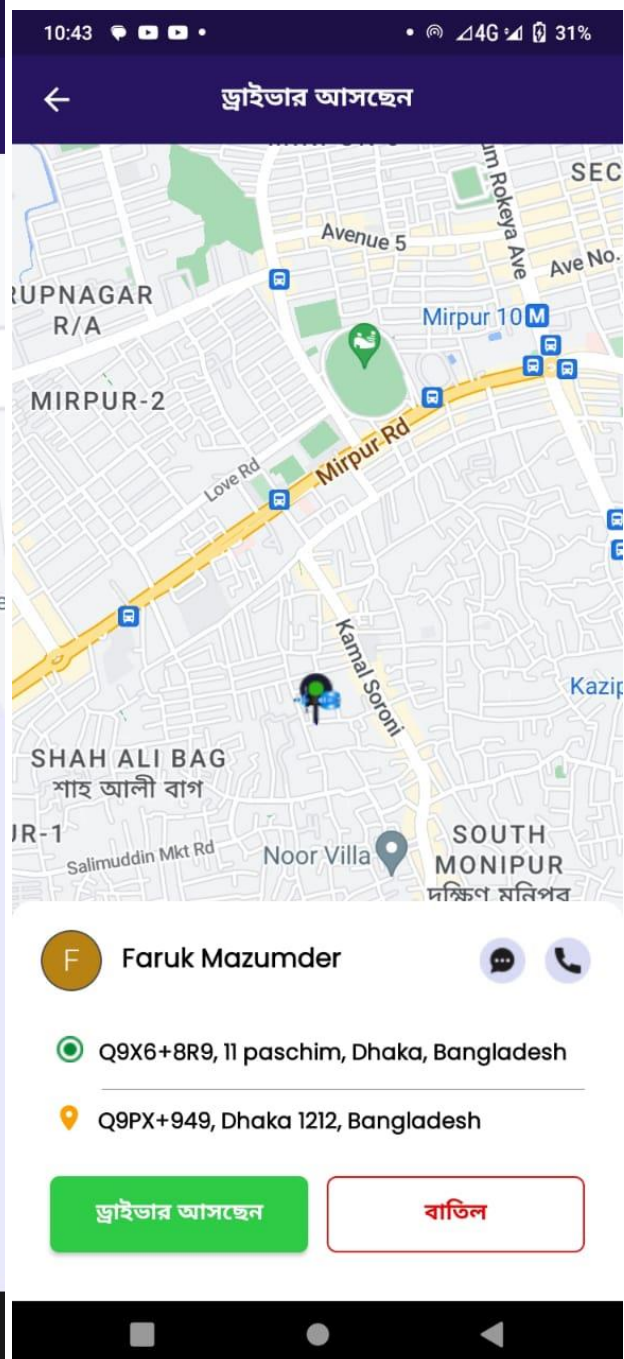 10:43
4G
31%
ড্রাইভার আসছেন
SEC
um Rokeya Ave
Avenue 5
Ave No.
RUPNAGAR
R/A
Mirpur 10 M
MIRPUR-2
Mirpur Rd
Love Rd
Kamal Soroni
Kazip
SHAH ALI BAG
শাহ আলী বাগ
UR-1
Salimuddin Mkt Rd
Noor Villa
SOUTH
MONIPUR
দক্ষিণ মনিপুর
F
Faruk Mazumder
Q9X6+8R9, 11 paschim, Dhaka, Bangladesh
Q9PX+949, Dhaka 1212, Bangladesh
ড্রাইভার আসছেন
বাতিল